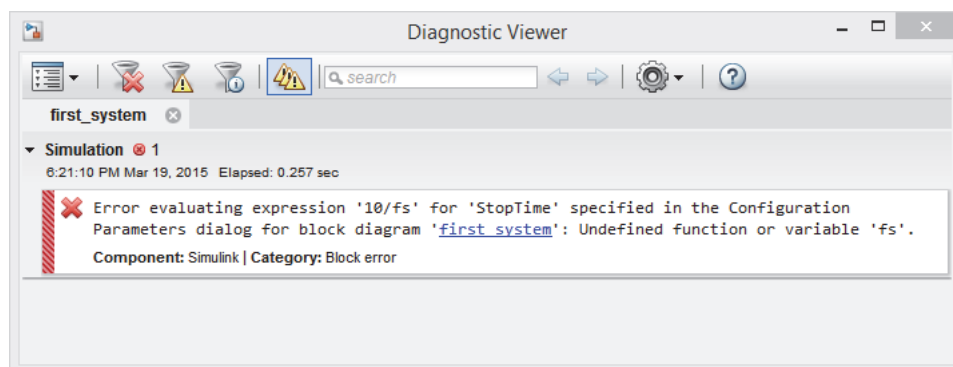 Diagnostic Viewer
search
first_system
Simulation 1
6:21:10 PM Mar 19, 2015 Elapsed: 0.257 sec
Error evaluating expression '10/fs' for 'StopTime' specified in the Configuration
Parameters dialog for block diagram 'first_system': Undefined function or variable 'fs'.
Component: Simulink | Category: Block error